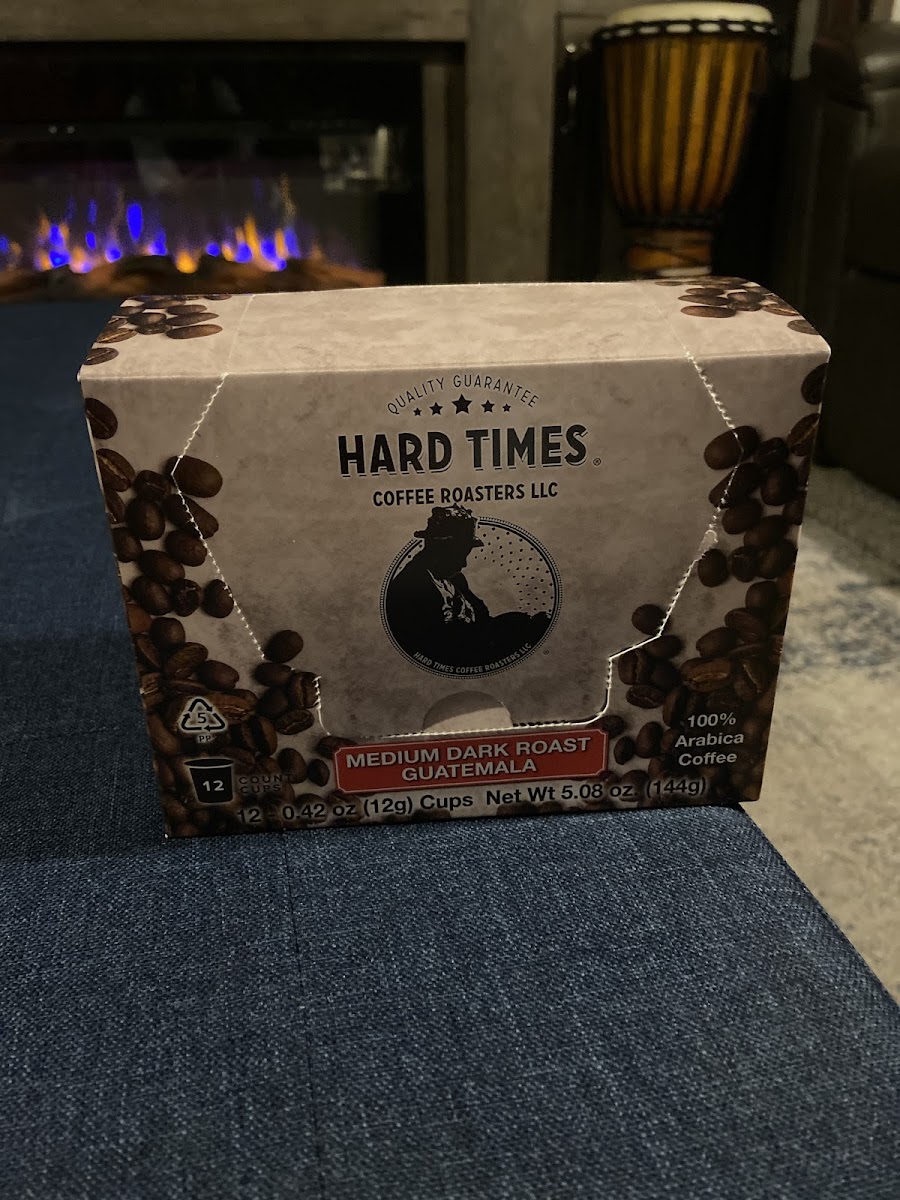 QUALITY GUARANTEE
HARD TIMES®
COFFEE ROASTERS LLC
HARD TIMES COFFEE ROASTERS LLC
5
PP
12
COUNT
CUPS
MEDIUM DARK ROAST
GUATEMALA
100%
Arabica
Coffee
12 - 0.42 oz (12g) Cups Net Wt 5.08 oz. (144g)